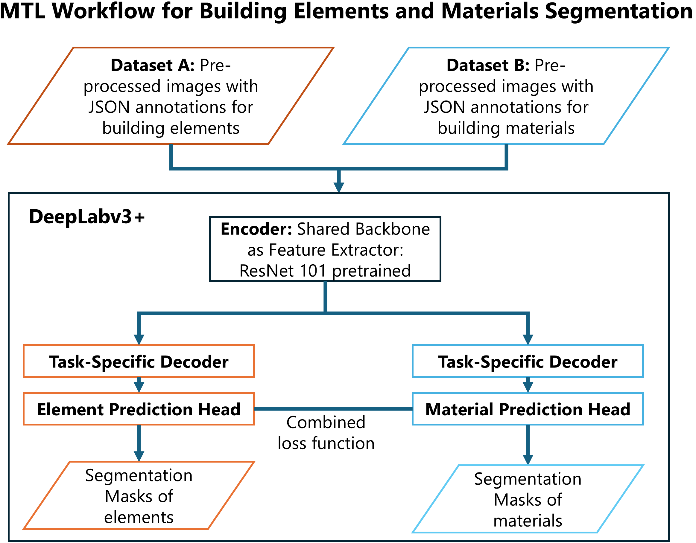 MTL Workflow for Building Elements and Materials Segmentation
Dataset A: Pre-
processed images with
JSON annotations for
building elements
Dataset B: Pre-
processed images with
JSON annotations for
building materials
DeepLabv3+
Encoder: Shared Backbone
as Feature Extractor:
ResNet 101 pretrained
Task-Specific Decoder
Task-Specific Decoder
Element Prediction Head
Combined
loss function
Material Prediction Head
Segmentation
Masks of
elements
Segmentation
Masks of
materials